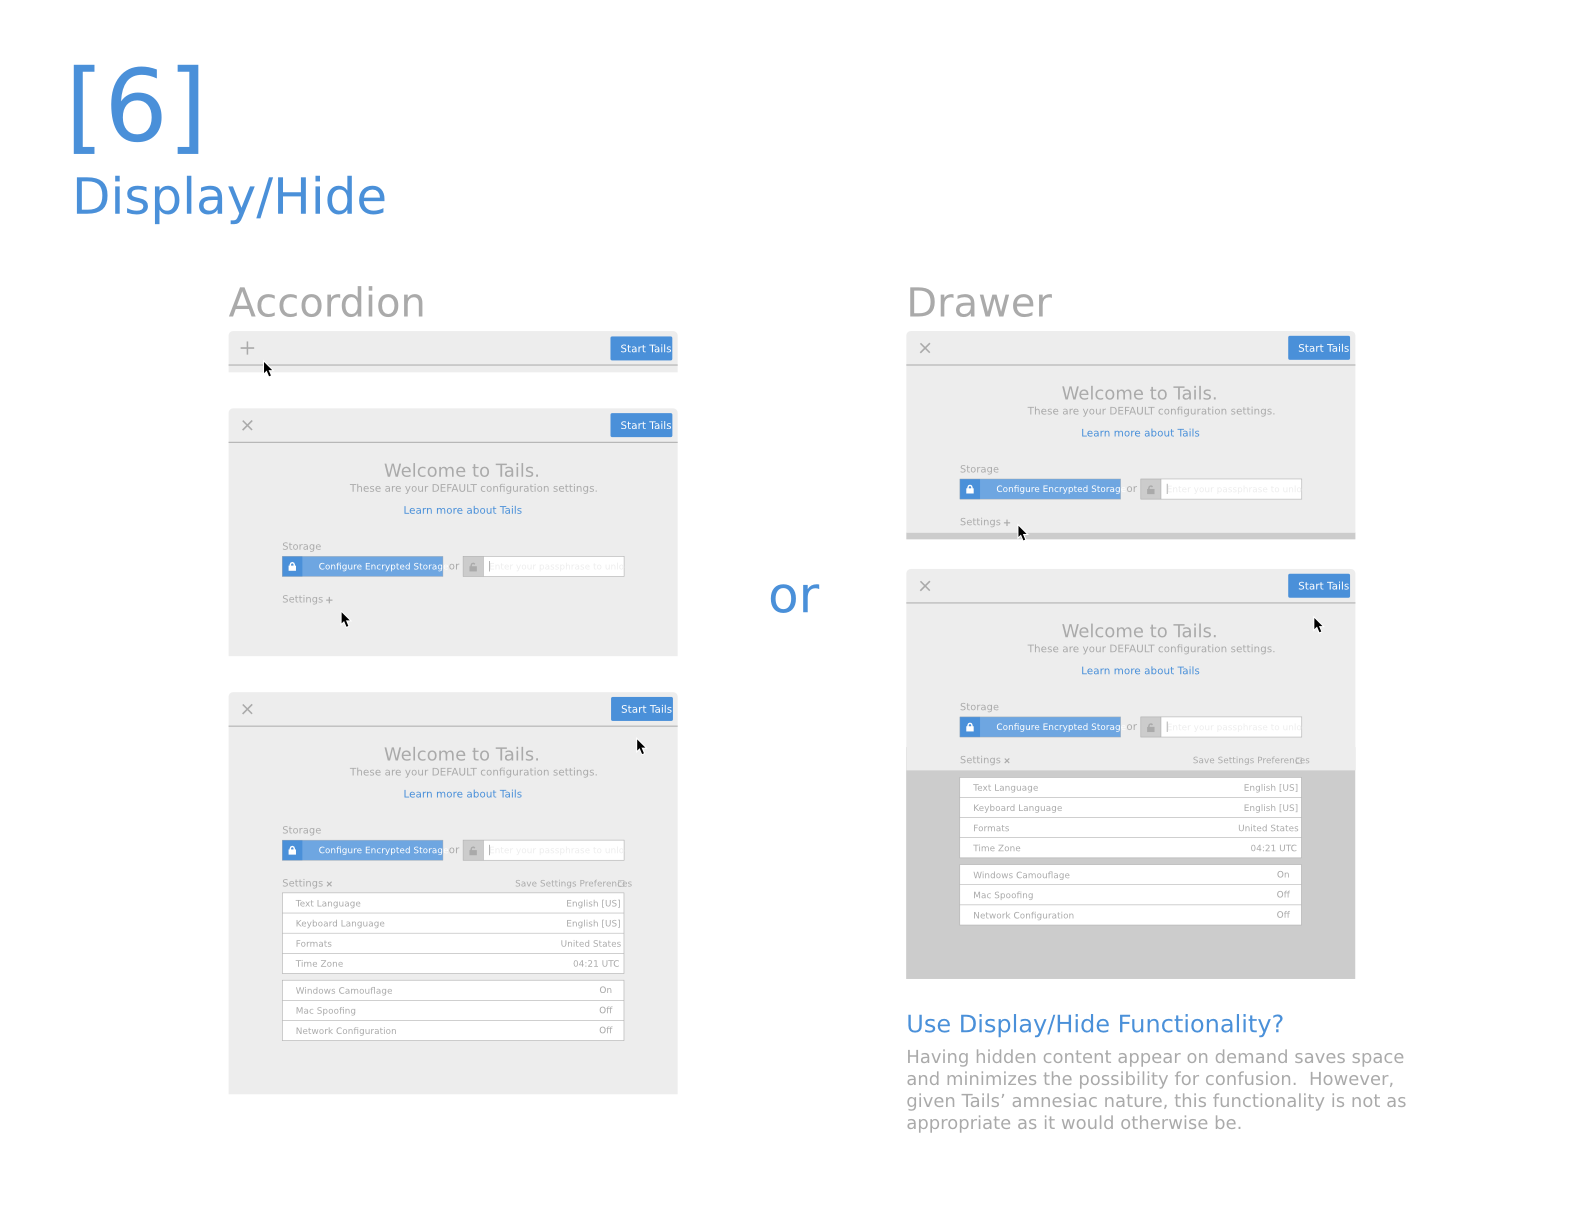 [6]
Display/Hide
Accordion
+
Start Tails
×
Start Tails
Welcome to Tails.
These are your DEFAULT configuration settings.
Learn more about Tails
Storage
Configure Encrypted Storag or Enter your passphrase to unlo
Settings +
×
Start Tails
Welcome to Tails.
These are your DEFAULT configuration settings.
Learn more about Tails
Storage
Configure Encrypted Storag or Enter your passphrase to unlo
Settings × Save Settings Preferences
Text Language English [US]
Keyboard Language English [US]
Formats United States
Time Zone 04:21 UTC
Windows Camouflage On
Mac Spoofing Off
Network Configuration Off
or
Drawer
×
Start Tails
Welcome to Tails.
These are your DEFAULT configuration settings.
Learn more about Tails
Storage
Configure Encrypted Storag or Enter your passphrase to unlo
Settings +
×
Start Tails
Welcome to Tails.
These are your DEFAULT configuration settings.
Learn more about Tails
Storage
Configure Encrypted Storag or Enter your passphrase to unlo
Settings × Save Settings Preferences
Text Language English [US]
Keyboard Language English [US]
Formats United States
Time Zone 04:21 UTC
Windows Camouflage On
Mac Spoofing Off
Network Configuration Off
Use Display/Hide Functionality?
Having hidden content appear on demand saves space
and minimizes the possibility for confusion.  However,
given Tails’ amnesiac nature, this functionality is not as
appropriate as it would otherwise be.